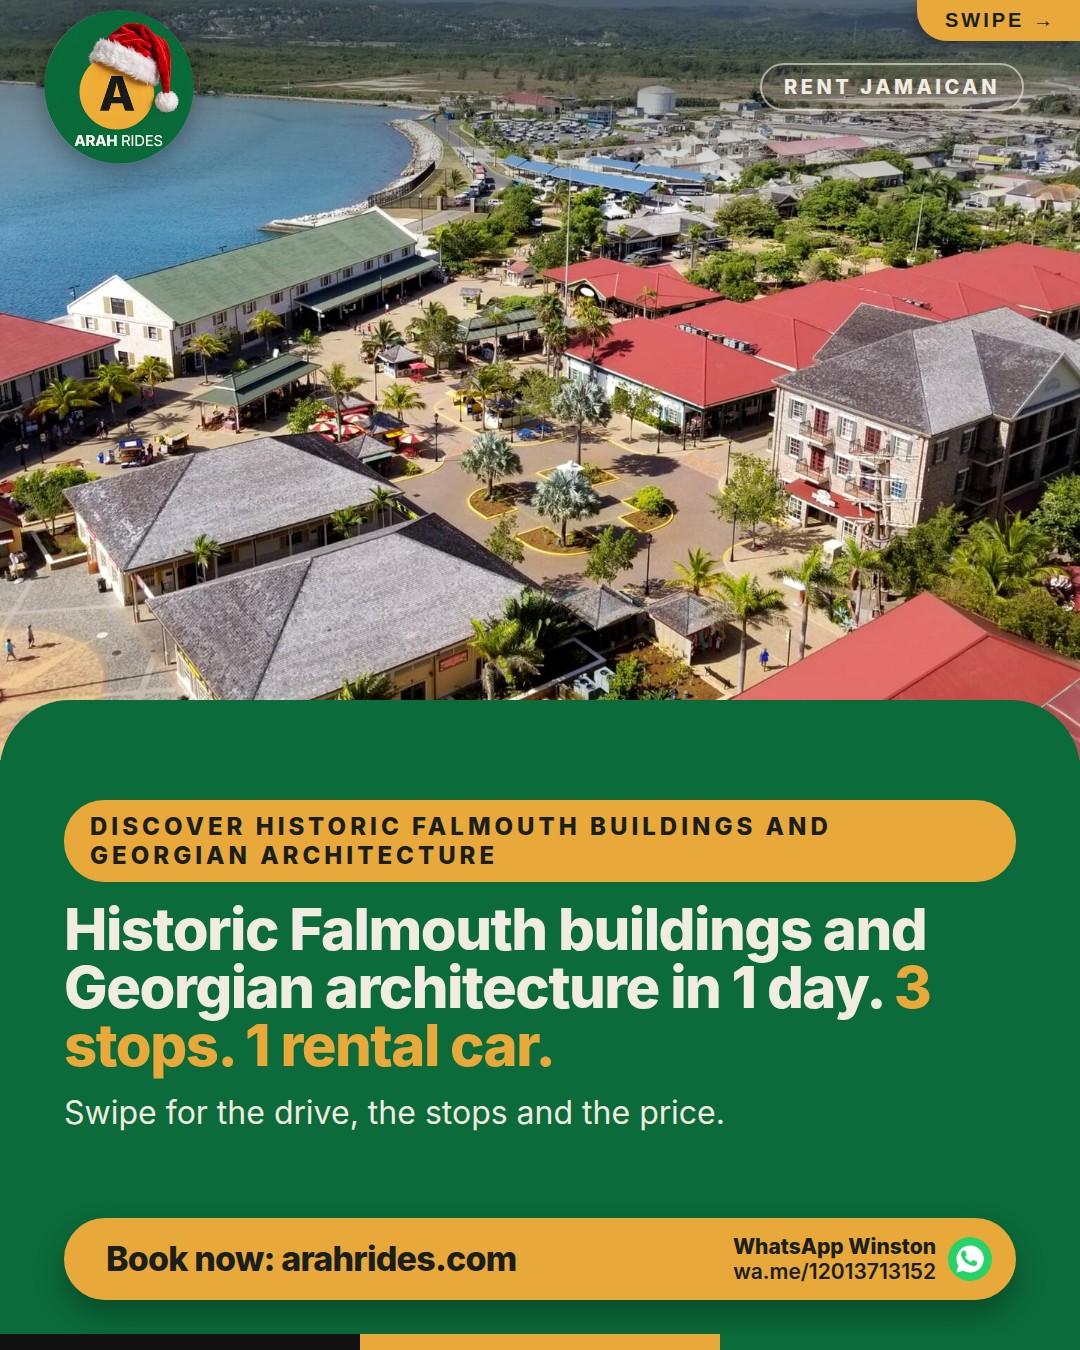 SWIPE →
RENT JAMAICAN
A
ARAH RIDES
DISCOVER HISTORIC FALMOUTH BUILDINGS AND
GEORGIAN ARCHITECTURE
Historic Falmouth buildings and
Georgian architecture in 1 day. 3
stops. 1 rental car.
Swipe for the drive, the stops and the price.
Book now: arahrides.com
WhatsApp Winston
wa.me/12013713152